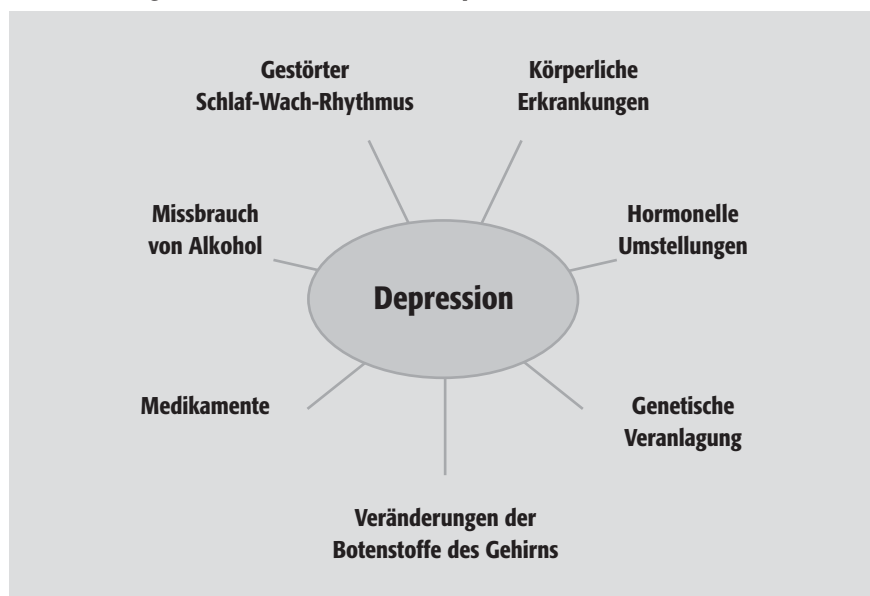 Gestörter
Schlaf-Wach-Rhythmus
Körperliche
Erkrankungen
Missbrauch
von Alkohol
Hormonelle
Umstellungen
Depression
Medikamente
Genetische
Veranlagung
Veränderungen der
Botenstoffe des Gehirns